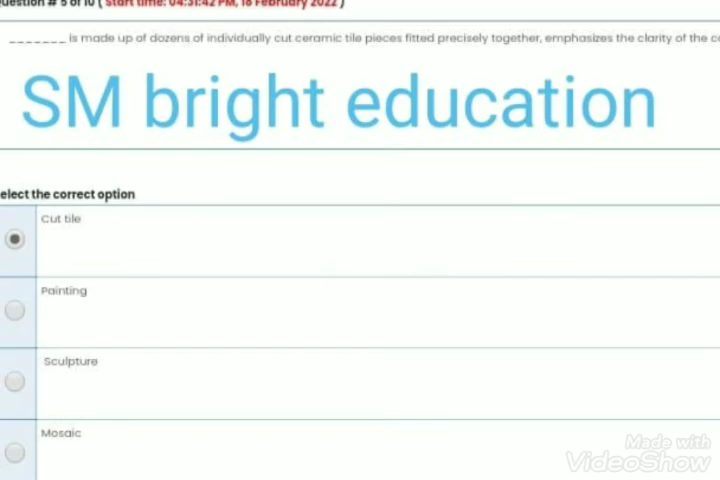 uestion # 5 of 10 ( Start time: 04:31:42 PM, 18 February 2022 )
_______ is made up of dozens of individually cut ceramic tile pieces fitted precisely together, emphasizes the clarity of the c
SM bright education
elect the correct option
Cut tile
Painting
Sculpture
Mosaic
Made with
VideoShow